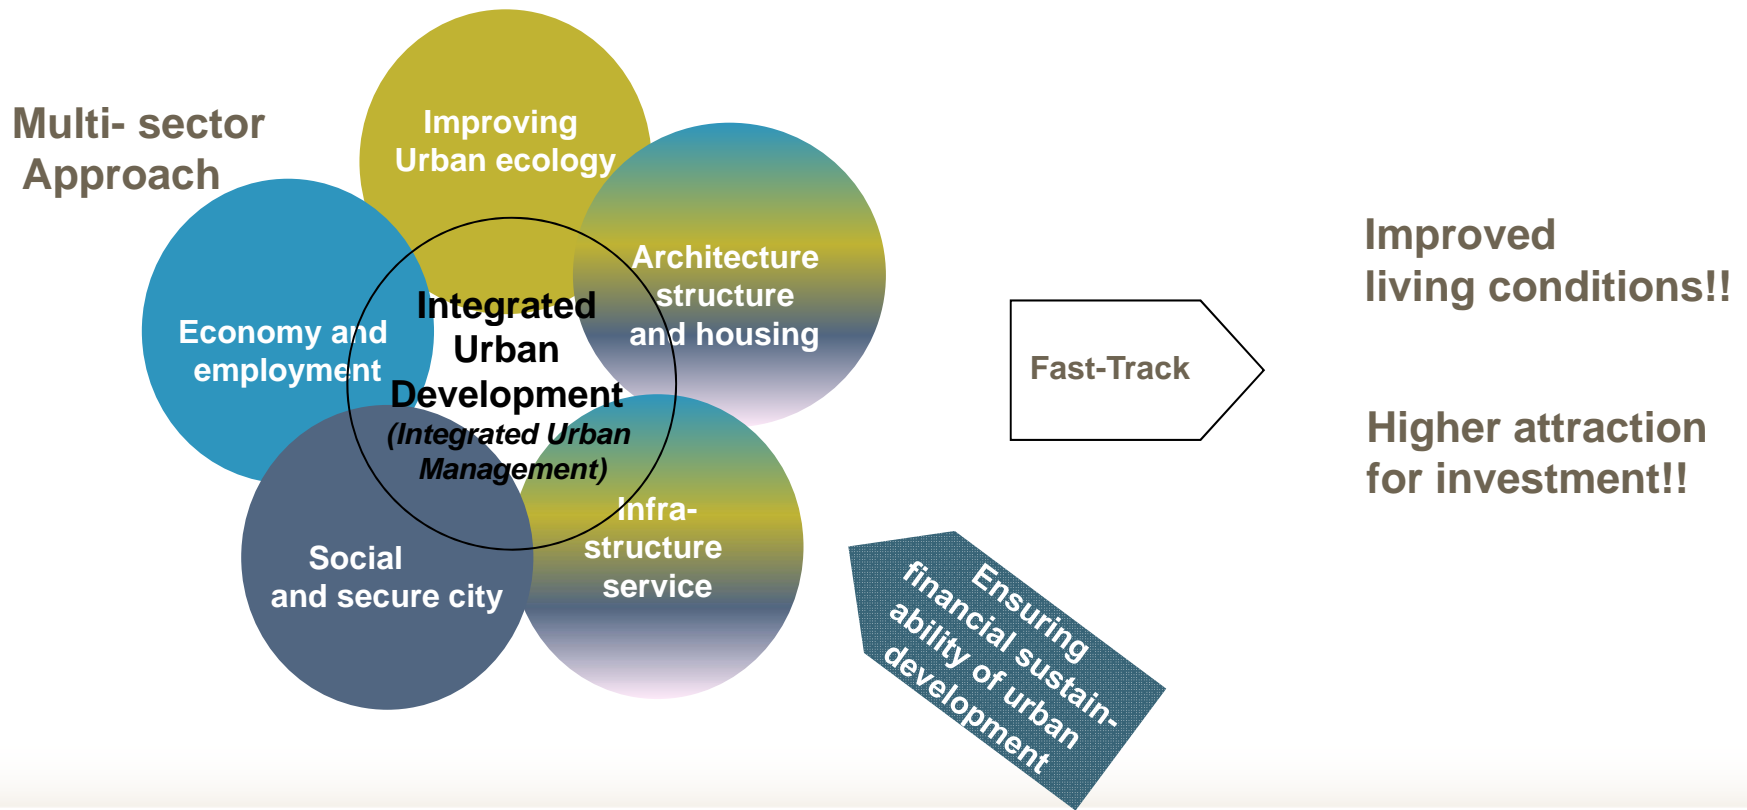 Multi- sector
Approach
Improving
Urban ecology
Architecture
structure
and housing
Economy and
employment
Integrated
Urban
Development
(Integrated Urban
Management)
Infra-
structure
service
Social
and secure city
Fast-Track
Improved
living conditions!!
Higher attraction
for investment!!
Ensuring
financial sustain-
ability of urban
development